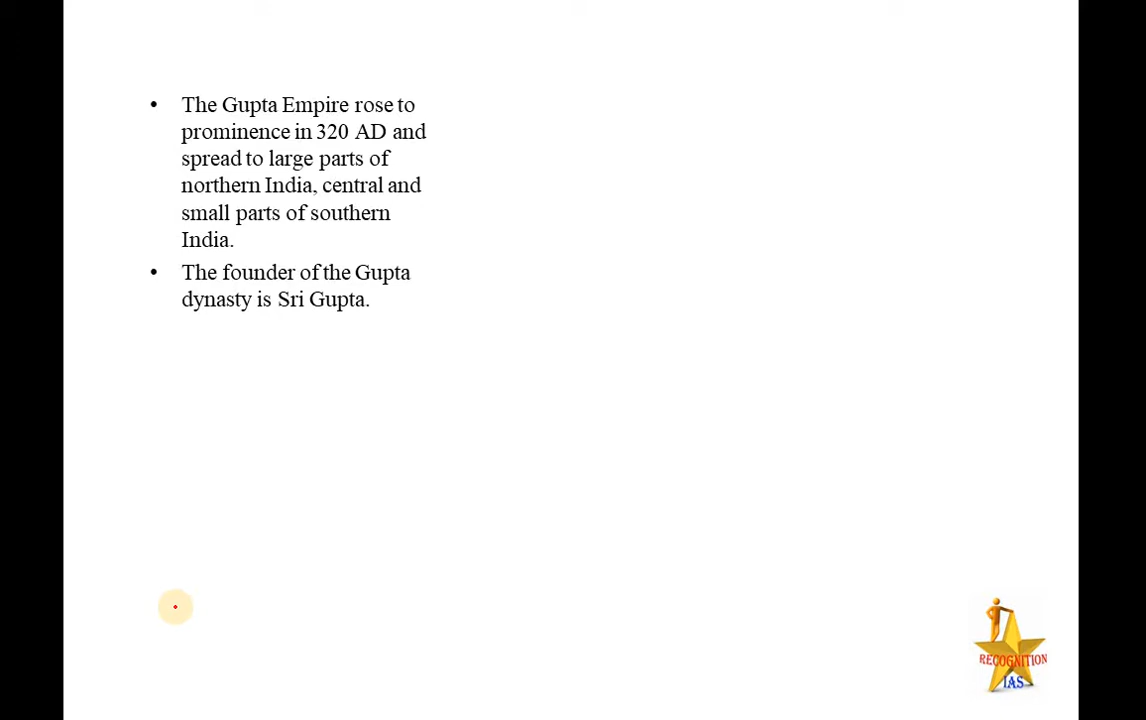 • The Gupta Empire rose to
prominence in 320 AD and
spread to large parts of
northern India, central and
small parts of southern
India.
• The founder of the Gupta
dynasty is Sri Gupta.
RECOGNITION
IAS